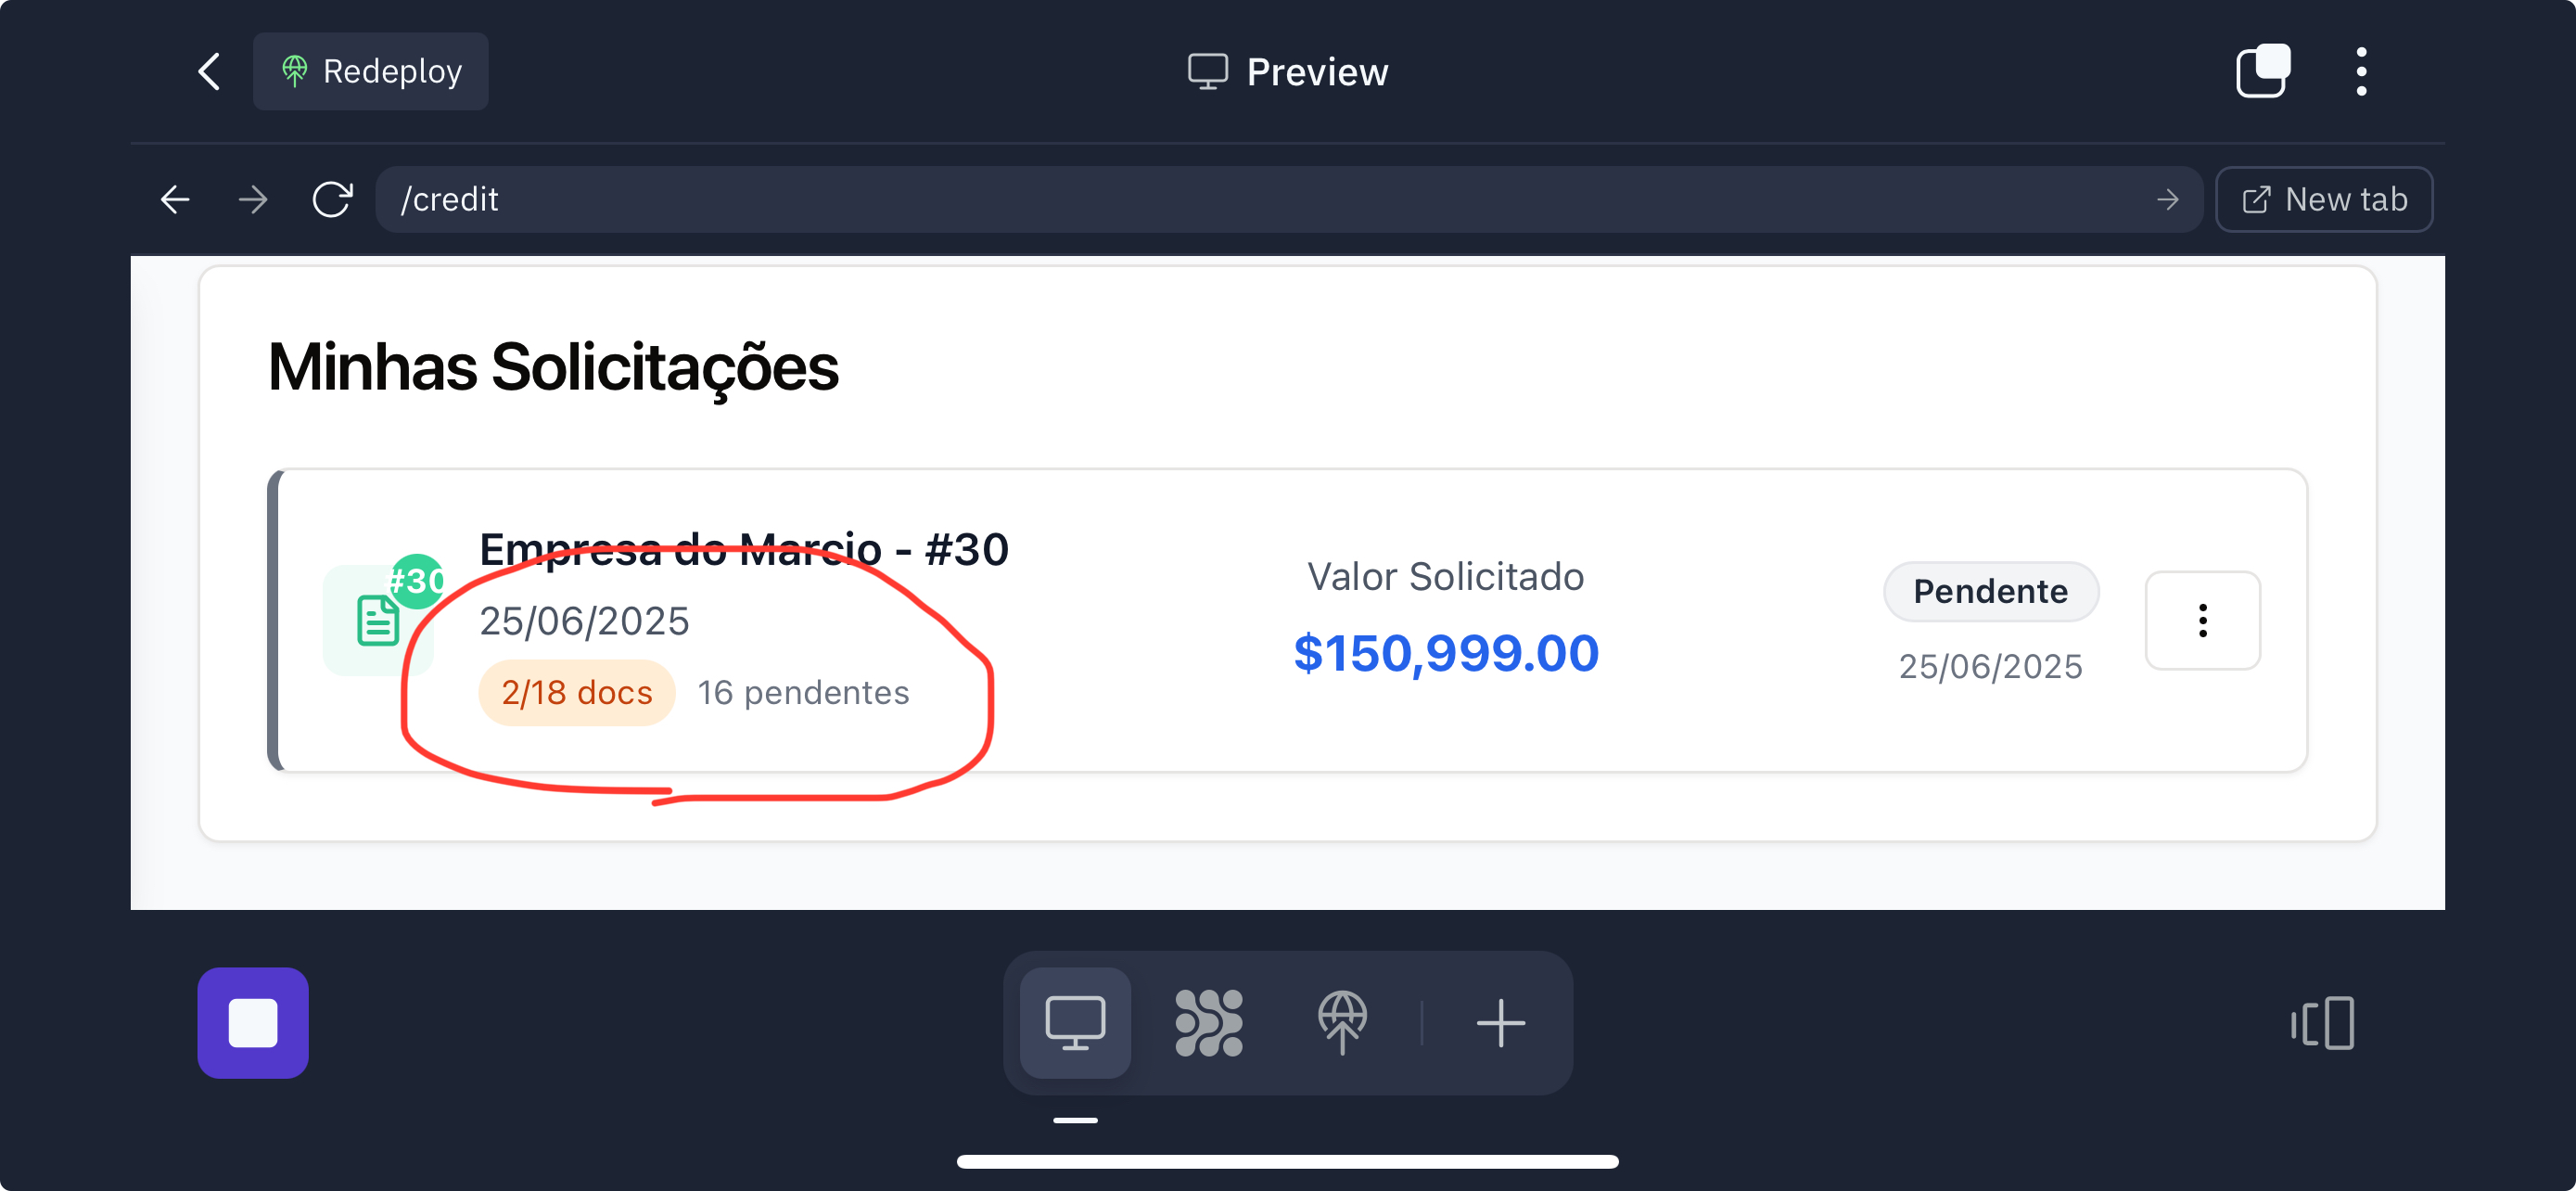 Redeploy
Preview
/credit
New tab
Minhas Solicitações
#30
Empresa do Marcio - #30
25/06/2025
2/18 docs
16 pendentes
Valor Solicitado
$150,999.00
Pendente
25/06/2025